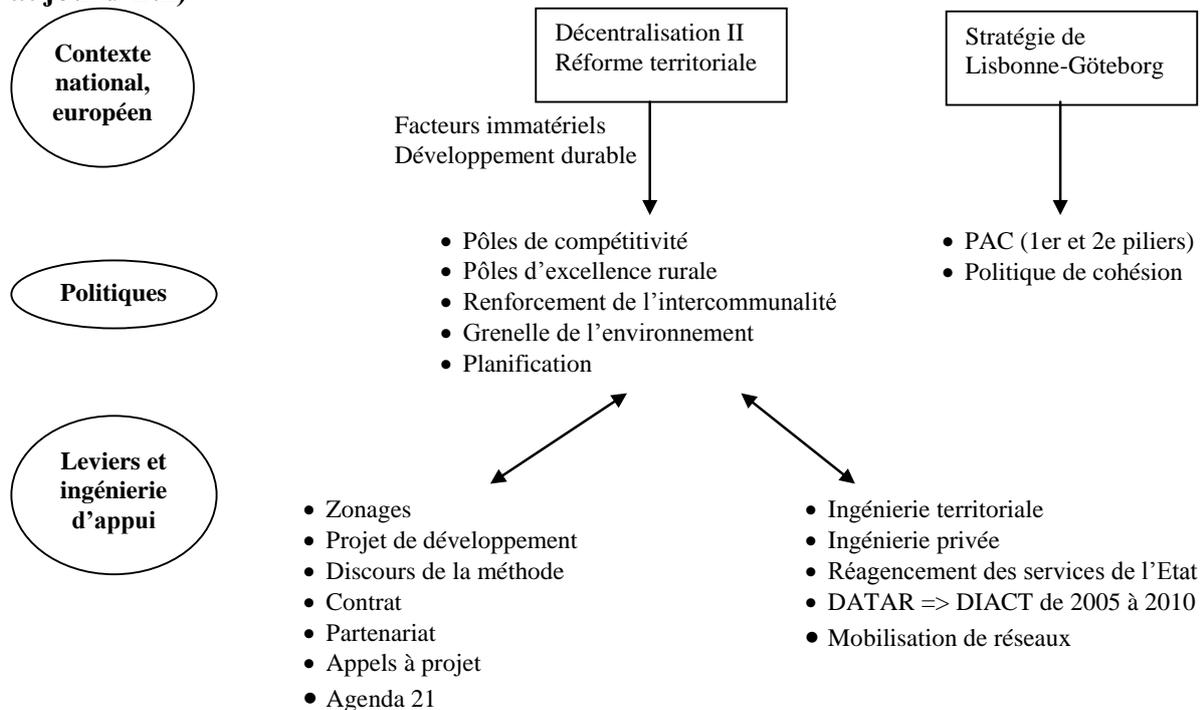 Contexte
national,
européen
Décentralisation II
Réforme territoriale
Stratégie de
Lisbonne-Göteborg
Facteurs immatériels
Développement durable
• Pôles de compétitivité
• Pôles d’excellence rurale
• Renforcement de l’intercommunalité
• Grenelle de l’environnement
• Planification
• PAC (1er et 2e piliers)
• Politique de cohésion
Politiques
Leviers et
ingénierie
d’appui
• Zonages
• Projet de développement
• Discours de la méthode
• Contrat
• Partenariat
• Appels à projet
• Agenda 21
• Ingénierie territoriale
• Ingénierie privée
• Réagencement des services de l’Etat
• DATAR => DIACT de 2005 à 2010
• Mobilisation de réseaux